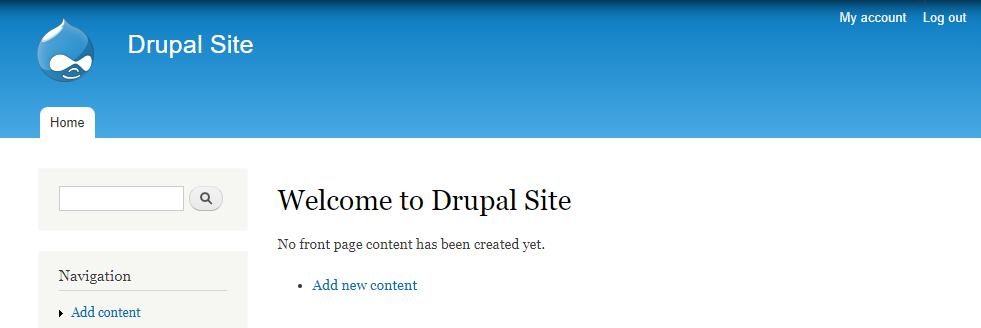 My account Log out
Drupal Site
Home
Welcome to Drupal Site
No front page content has been created yet.
Add new content
Navigation
Add content